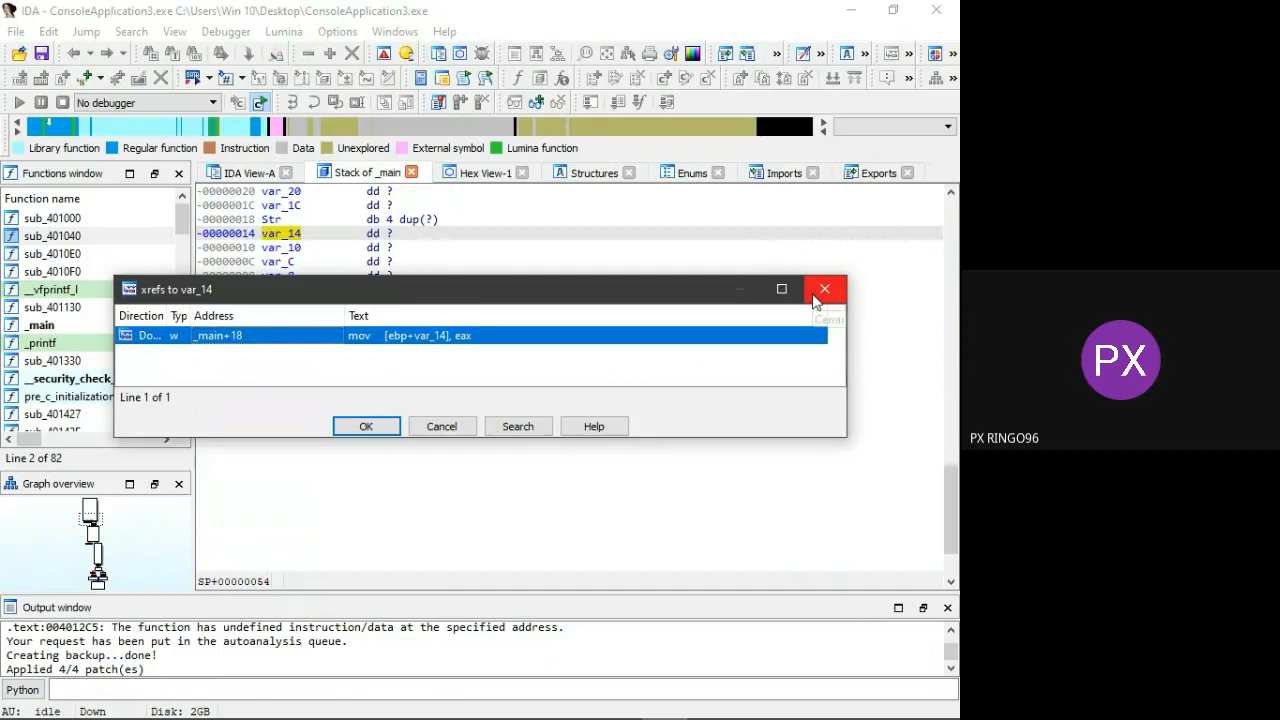 IDA - ConsoleApplication3.exe C:\Users\Win 10\Desktop\ConsoleApplication3.exe
File Edit Jump Search View Debugger Lumina Options Windows Help
No debugger
Library function Regular function Instruction Data Unexplored External symbol Lumina function
Functions window
IDA View-A Stack of _main Hex View-1 Structures Enums Imports Exports
Function name
sub_401000
sub_401040
sub_4010E0
sub_4010F0
__vfprintf_l
sub_401130
_main
_printf
sub_401330
__security_check_
pre_c_initialization
sub_401427
Line 2 of 82
Graph overview
-00000020 var_20 dd ?
-0000001C var_1C dd ?
-00000018 Str db 4 dup(?)
-00000014 var_14 dd ?
-00000010 var_10 dd ?
-0000000C var_C dd ?
xrefs to var_14
Direction Typ Address Text
Do... w _main+18 mov [ebp+var_14], eax
Line 1 of 1
OK Cancel Search Help
Cerrar
SP+00000054
Output window
.text:004012C5: The function has undefined instruction/data at the specified address.
Your request has been put in the autoanalysis queue.
Creating backup...done!
Applied 4/4 patch(es)
Python
AU: idle Down Disk: 2GB
PX
PX RINGO96